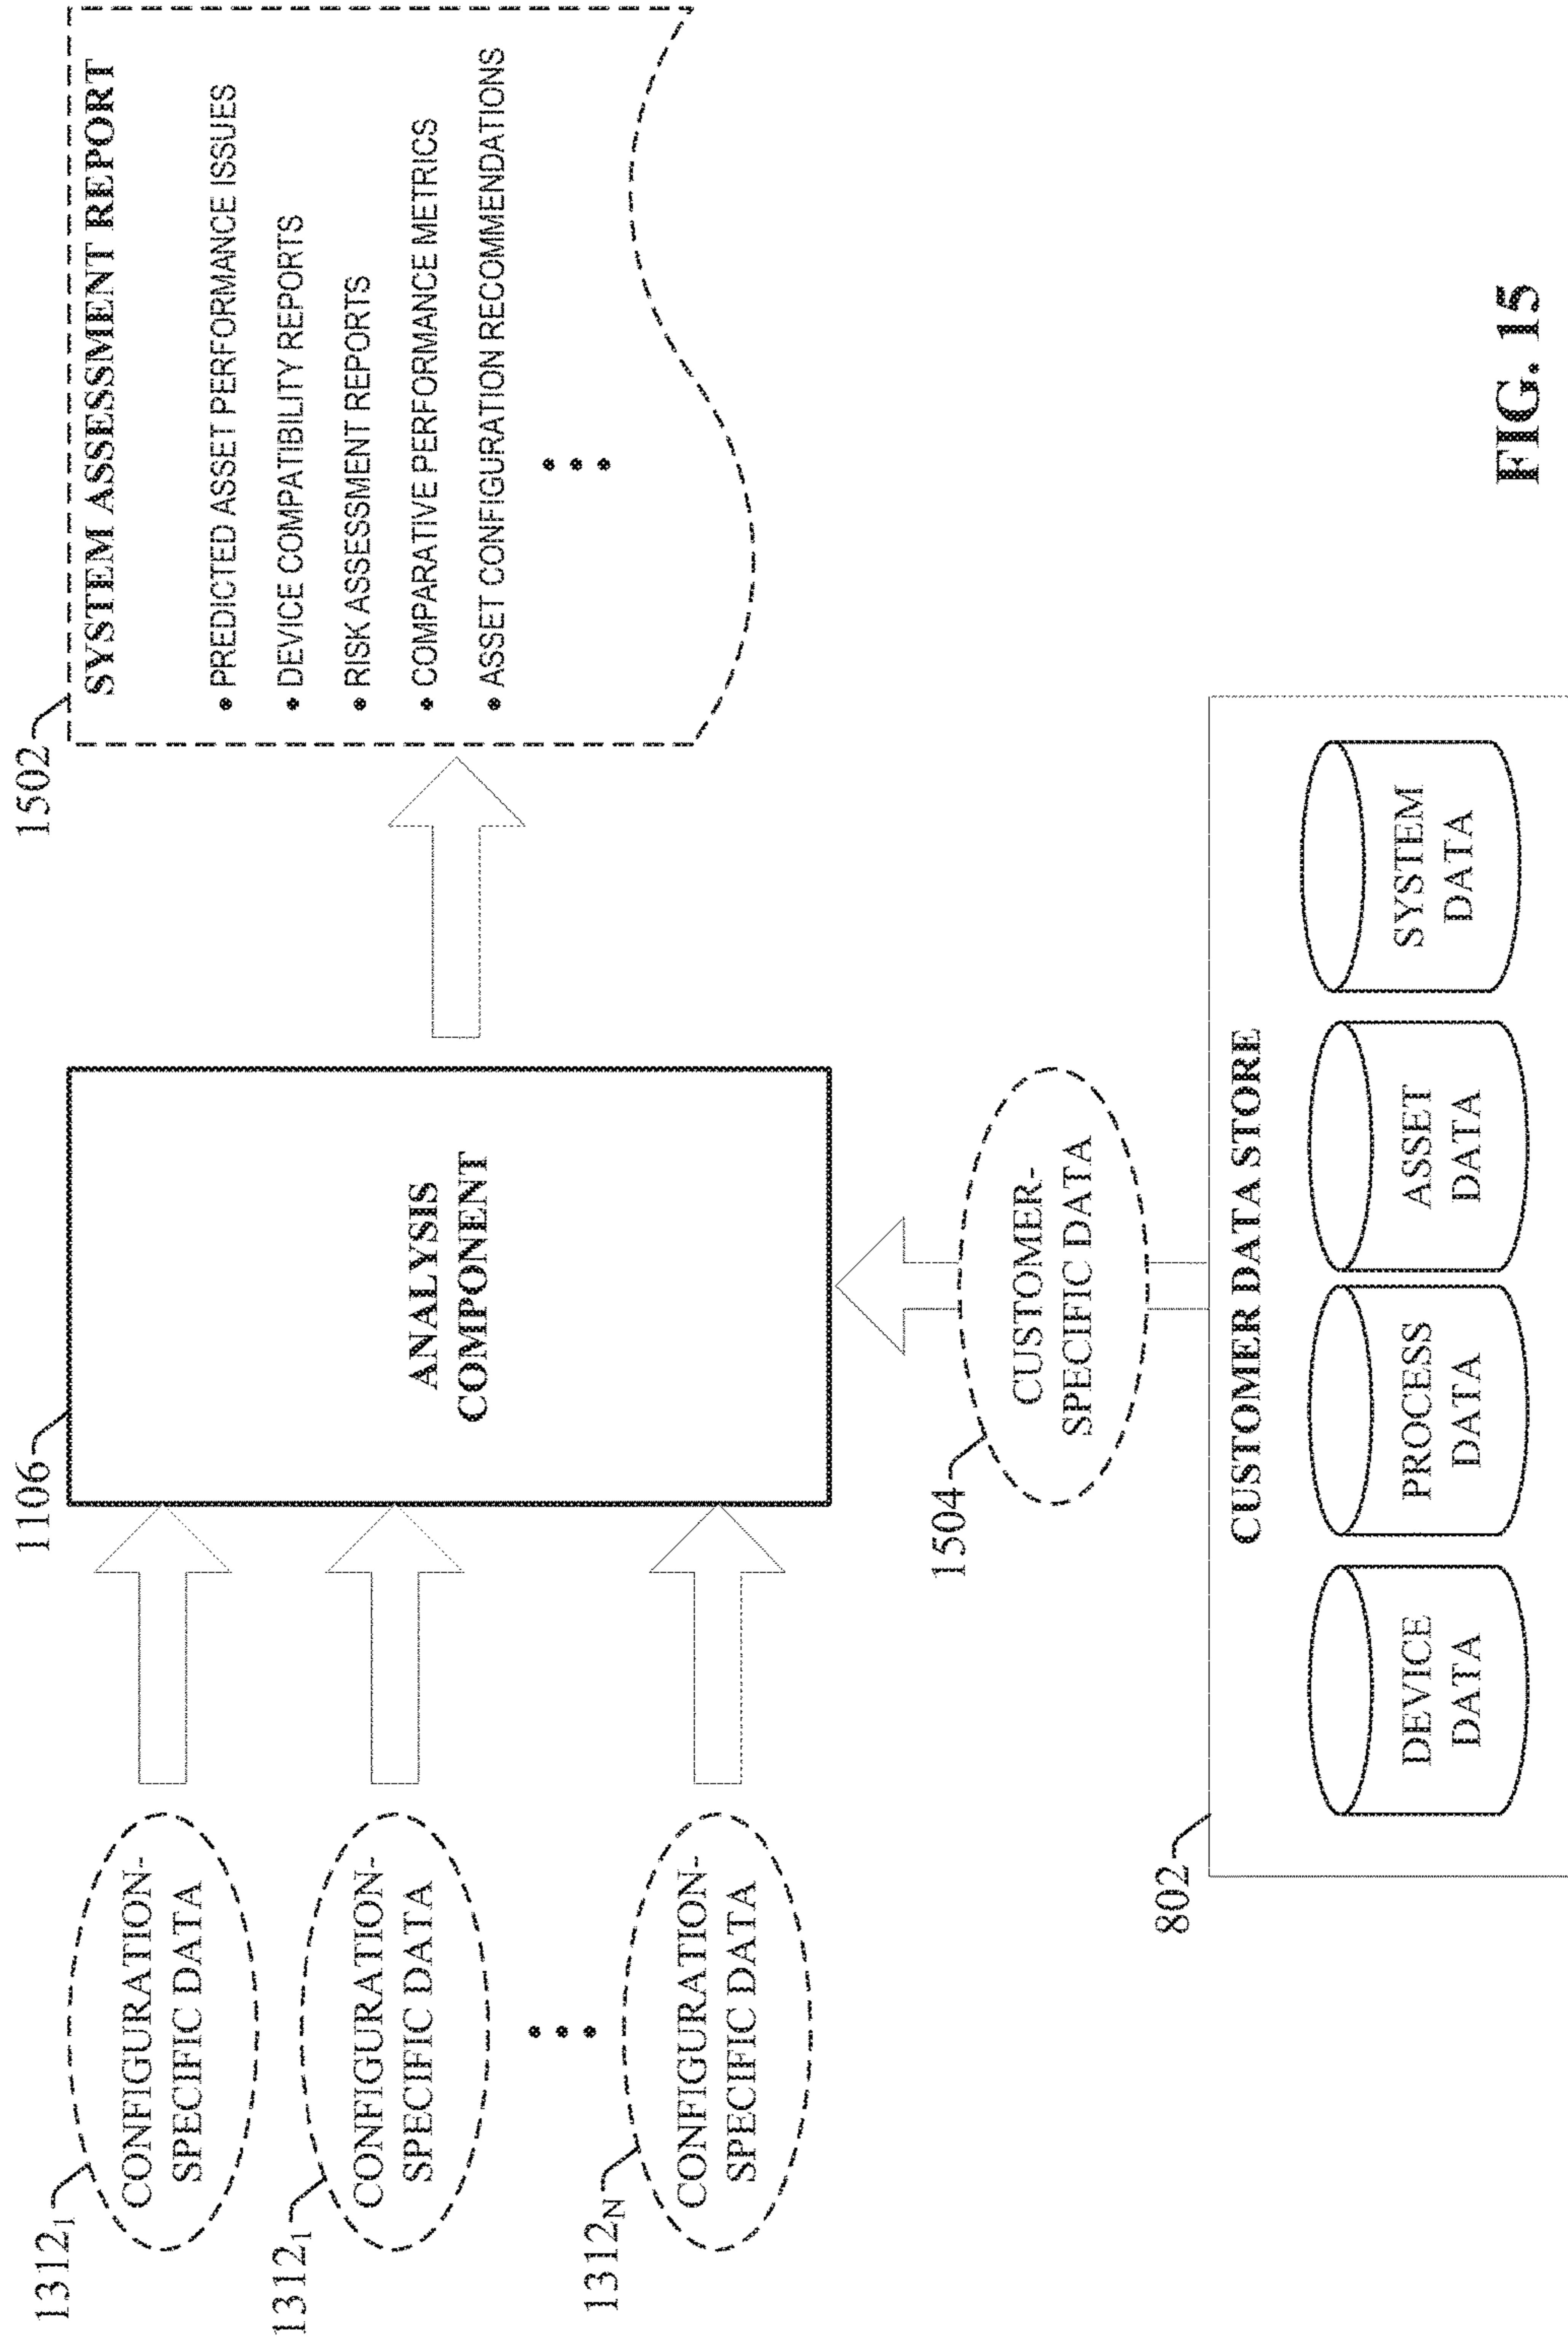 1312₁
CONFIGURATION-
SPECIFIC DATA
1312₁
CONFIGURATION-
SPECIFIC DATA
1312N
CONFIGURATION-
SPECIFIC DATA
1106
ANALYSIS
COMPONENT
1502
SYSTEM ASSESSMENT REPORT
• PREDICTED ASSET PERFORMANCE ISSUES
• DEVICE COMPATIBILITY REPORTS
• RISK ASSESSMENT REPORTS
• COMPARATIVE PERFORMANCE METRICS
• ASSET CONFIGURATION RECOMMENDATIONS
1504
CUSTOMER-
SPECIFIC DATA
802
CUSTOMER DATA STORE
DEVICE
DATA
PROCESS
DATA
ASSET
DATA
SYSTEM
DATA
FIG. 15